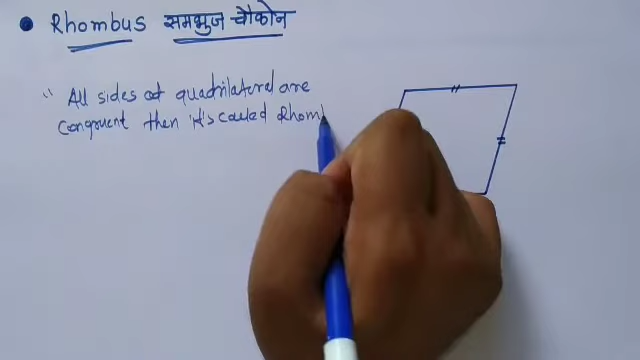 Rhombus समभुज चौकोन
" All sides of quadrilateral are
congruent then it's called Rhom